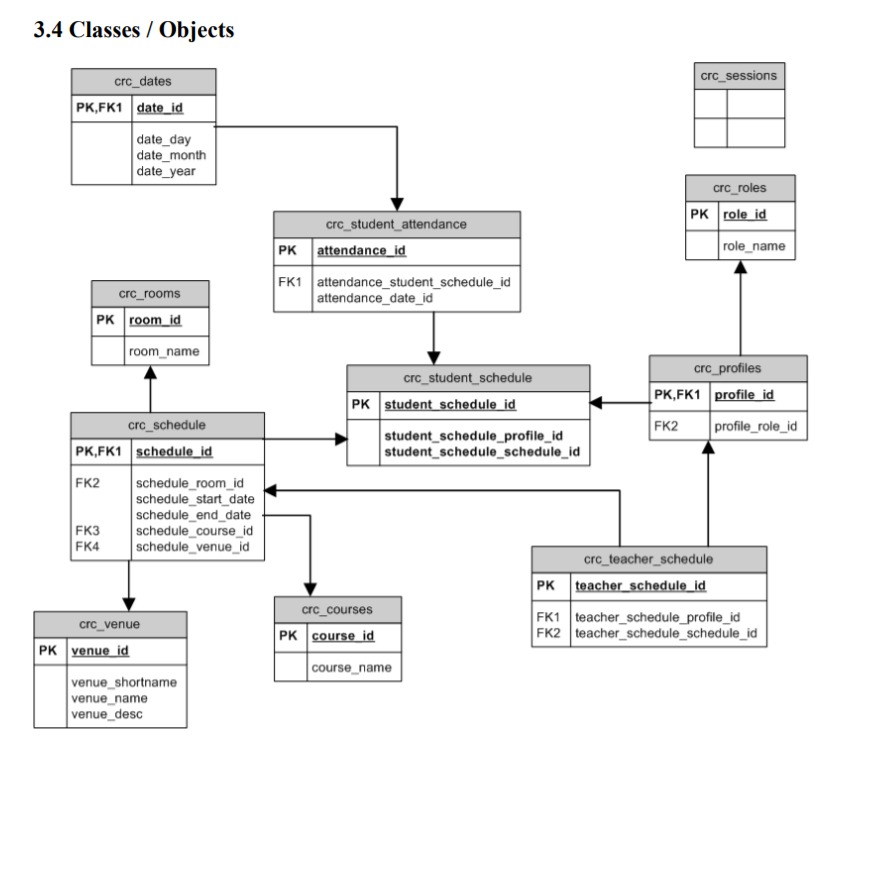 3.4 Classes / Objects
crc_dates
PK,FK1 date_id
date_day
date_month
date_year
crc_sessions
crc_roles
PK role_id
role_name
crc_student_attendance
PK attendance_id
FK1 attendance_student_schedule_id
attendance_date_id
crc_rooms
PK room_id
room_name
crc_student_schedule
PK student_schedule_id
student_schedule_profile_id
student_schedule_schedule_id
crc_profiles
PK,FK1 profile_id
FK2 profile_role_id
crc_schedule
PK,FK1 schedule_id
FK2 schedule_room_id
schedule_start_date
schedule_end_date
FK3 schedule_course_id
FK4 schedule_venue_id
crc_teacher_schedule
PK teacher_schedule_id
FK1 teacher_schedule_profile_id
FK2 teacher_schedule_schedule_id
crc_venue
PK venue_id
venue_shortname
venue_name
venue_desc
crc_courses
PK course_id
course_name